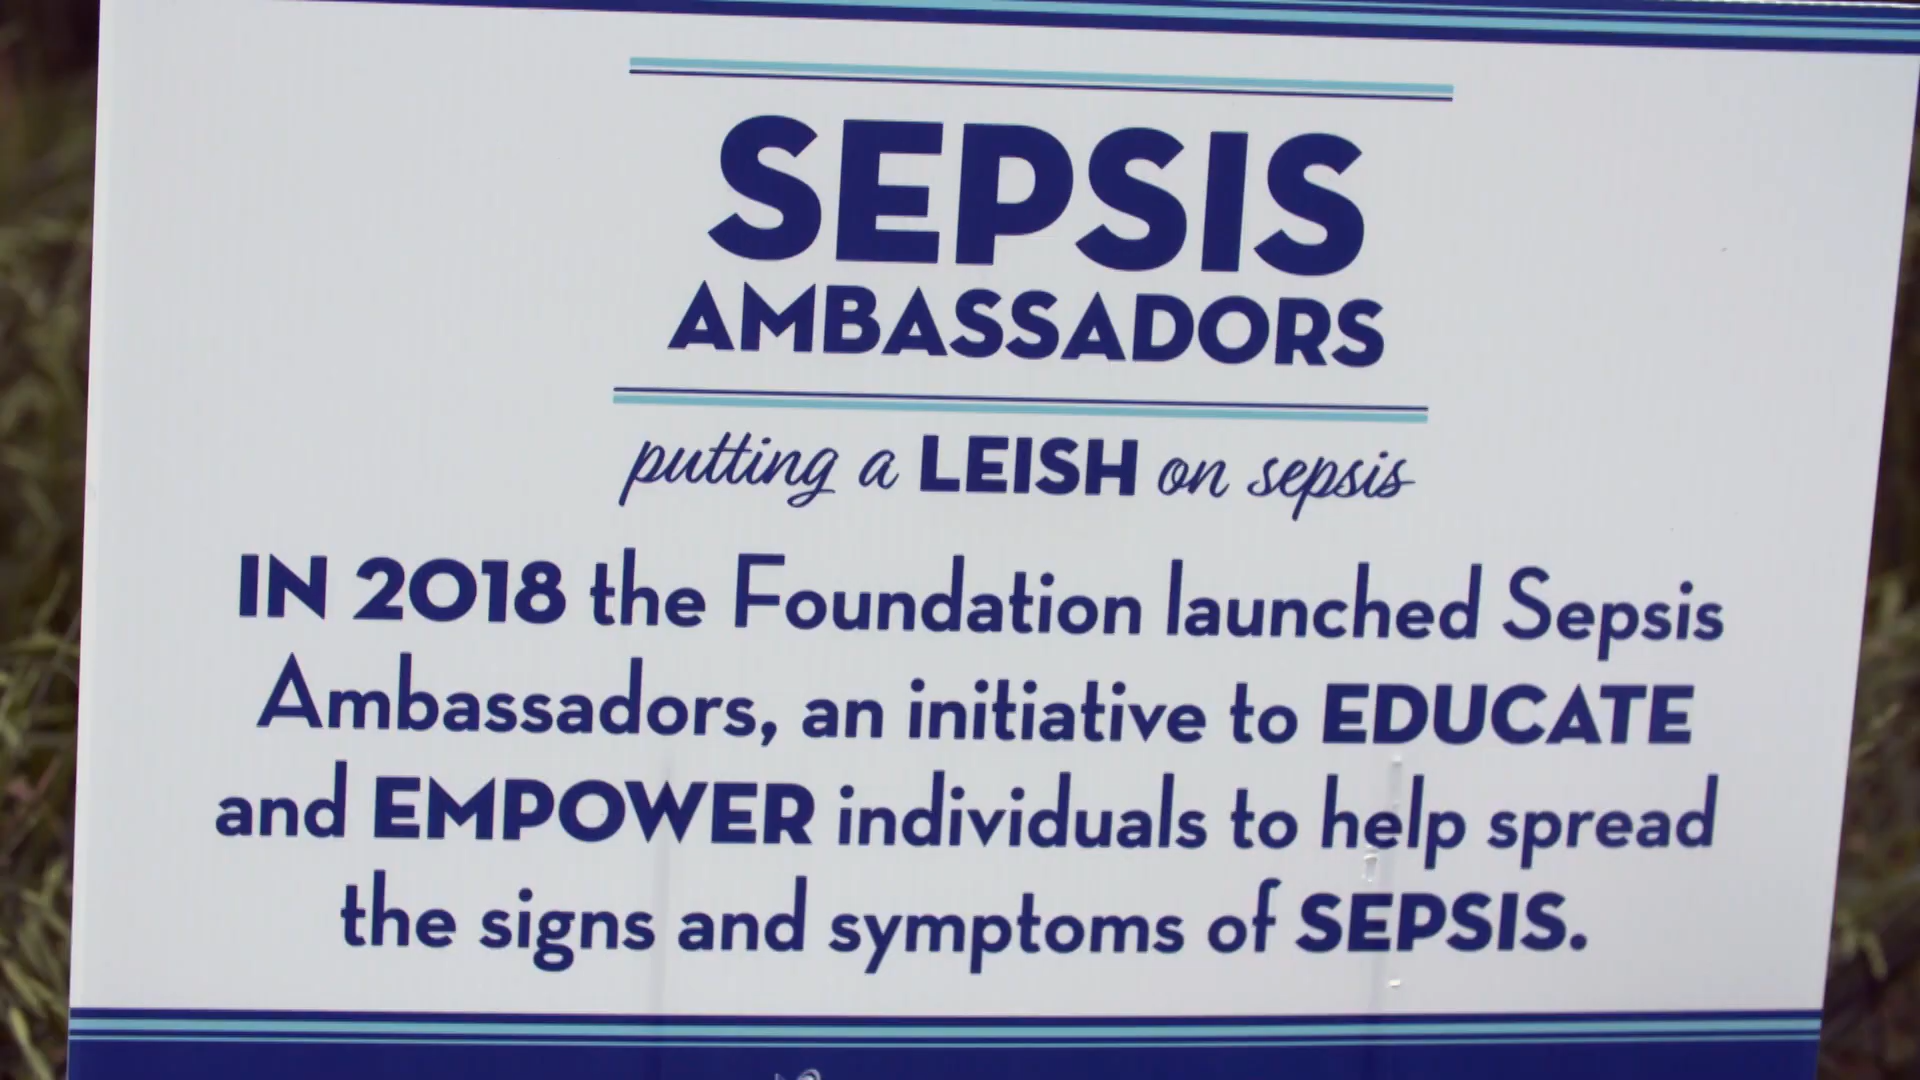 SEPSIS
AMBASSADORS
putting a LEISH on sepsis
IN 2018 the Foundation launched Sepsis
Ambassadors, an initiative to EDUCATE
and EMPOWER individuals to help spread
the signs and symptoms of SEPSIS.